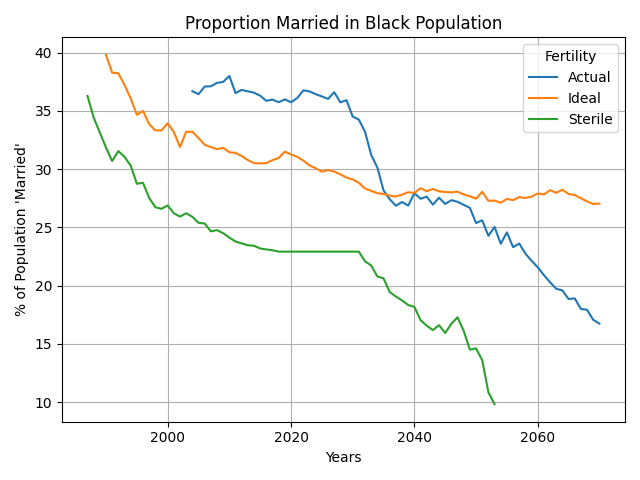 Proportion Married in Black Population
Fertility
Actual
Ideal
Sterile
% of Population 'Married'
40
35
30
25
20
15
10
2000
2020
2040
2060
Years